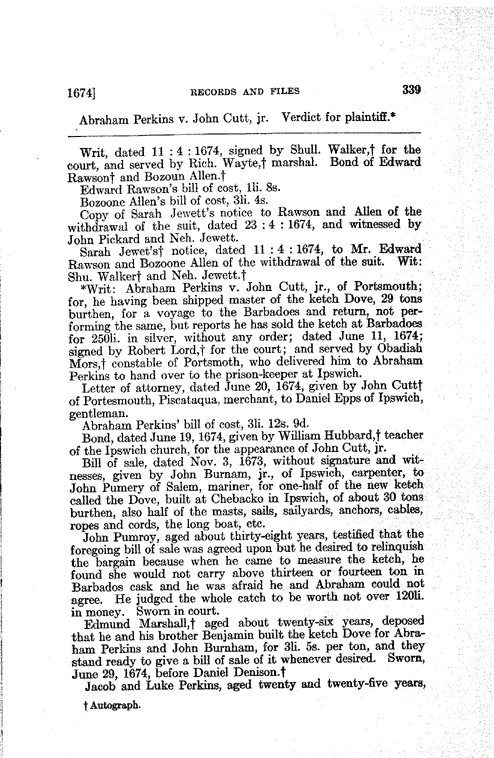 1674] RECORDS AND FILES 339
Abraham Perkins v. John Cutt, jr. Verdict for plaintiff.*
Writ, dated 11 : 4 : 1674, signed by Shull. Walker,† for the
court, and served by Rich. Wayte,† marshal. Bond of Edward
Rawson† and Bozoun Allen.†
Edward Rawson's bill of cost, 1li. 8s.
Bozoone Allen's bill of cost, 3li. 4s.
Copy of Sarah Jewett's notice to Rawson and Allen of the
withdrawal of the suit, dated 23 : 4 : 1674, and witnessed by
John Pickard and Neh. Jewett.
Sarah Jewet's† notice, dated 11 : 4 : 1674, to Mr. Edward
Rawson and Bozoone Allen of the withdrawal of the suit. Wit:
Shu. Walker† and Neh. Jewett.†
*Writ: Abraham Perkins v. John Cutt, jr., of Portsmouth;
for, he having been shipped master of the ketch Dove, 29 tons
burthen, for a voyage to the Barbadoes and return, not per-
forming the same, but reports he has sold the ketch at Barbadoes
for 250li. in silver, without any order; dated June 11, 1674;
signed by Robert Lord,† for the court; and served by Obadiah
Mors,† constable of Portsmoth, who delivered him to Abraham
Perkins to hand over to the prison-keeper at Ipswich.
Letter of attorney, dated June 20, 1674, given by John Cutt†
of Portesmouth, Piscataqua, merchant, to Daniel Epps of Ipswich,
gentleman.
Abraham Perkins' bill of cost, 3li. 12s. 9d.
Bond, dated June 19, 1674, given by William Hubbard,† teacher
of the Ipswich church, for the appearance of John Cutt, jr.
Bill of sale, dated Nov. 3, 1673, without signature and wit-
nesses, given by John Burnam, jr., of Ipswich, carpenter, to
John Pumery of Salem, mariner, for one-half of the new ketch
called the Dove, built at Chebacko in Ipswich, of about 30 tons
burthen, also half of the masts, sails, sailyards, anchors, cables,
ropes and cords, the long boat, etc.
John Pumroy, aged about thirty-eight years, testified that the
foregoing bill of sale was agreed upon but he desired to relinquish
the bargain because when he came to measure the ketch, he
found she would not carry above thirteen or fourteen ton in
Barbados cask and he was afraid he and Abraham could not
agree. He judged the whole catch to be worth not over 120li.
in money. Sworn in court.
Edmund Marshall,† aged about twenty-six years, deposed
that he and his brother Benjamin built the ketch Dove for Abra-
ham Perkins and John Burnham, for 3li. 5s. per ton, and they
stand ready to give a bill of sale of it whenever desired. Sworn,
June 29, 1674, before Daniel Denison.†
Jacob and Luke Perkins, aged twenty and twenty-five years,
† Autograph.